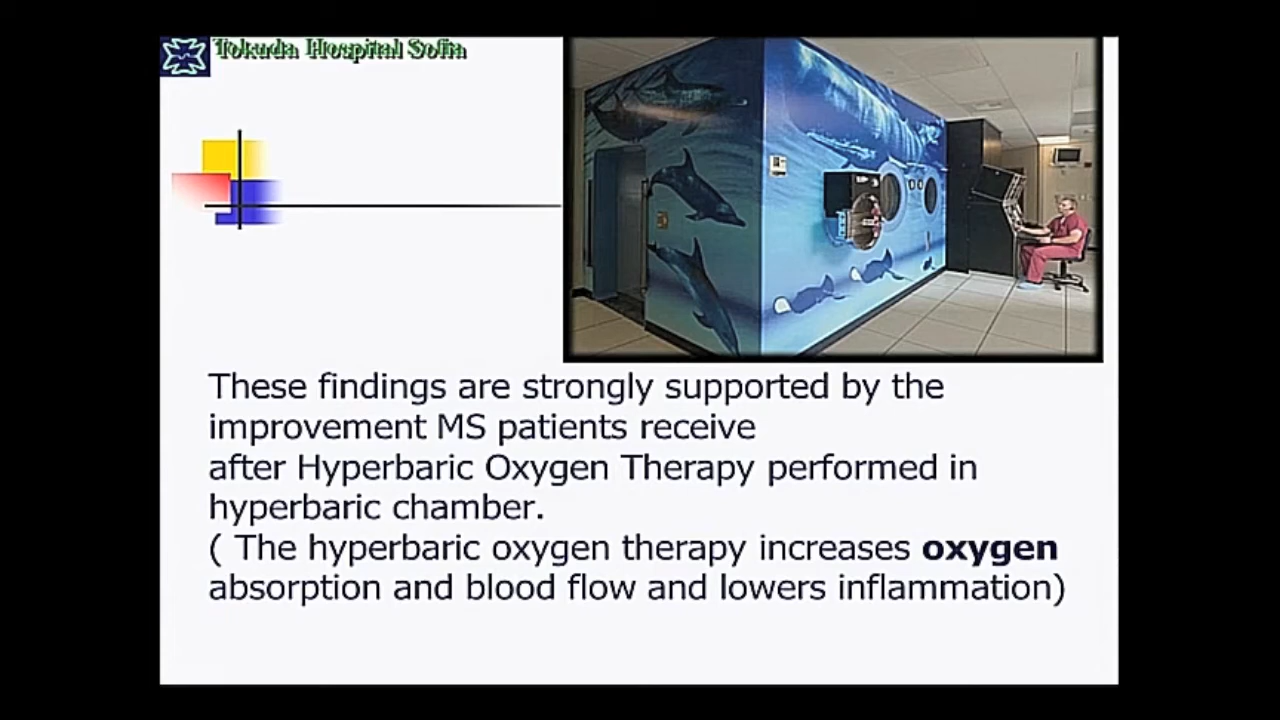 Tokuda Hospital Sofia
These findings are strongly supported by the
improvement MS patients receive
after Hyperbaric Oxygen Therapy performed in
hyperbaric chamber.
( The hyperbaric oxygen therapy increases oxygen
absorption and blood flow and lowers inflammation)